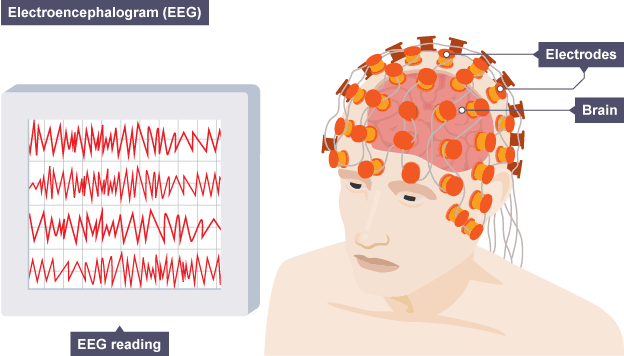 Electroencephalogram (EEG)
Electrodes
Brain
EEG reading